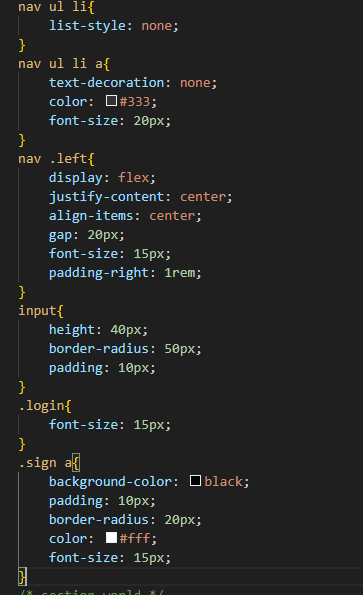 nav ul li{
    list-style: none;
}
nav ul li a{
    text-decoration: none;
    color: #333;
    font-size: 20px;
}
nav .left{
    display: flex;
    justify-content: center;
    align-items: center;
    gap: 20px;
    font-size: 15px;
    padding-right: 1rem;
}
input{
    height: 40px;
    border-radius: 50px;
    padding: 10px;
}
.login{
    font-size: 15px;
}
.sign a{
    background-color: black;
    padding: 10px;
    border-radius: 20px;
    color: #fff;
    font-size: 15px;
}
/* section world */